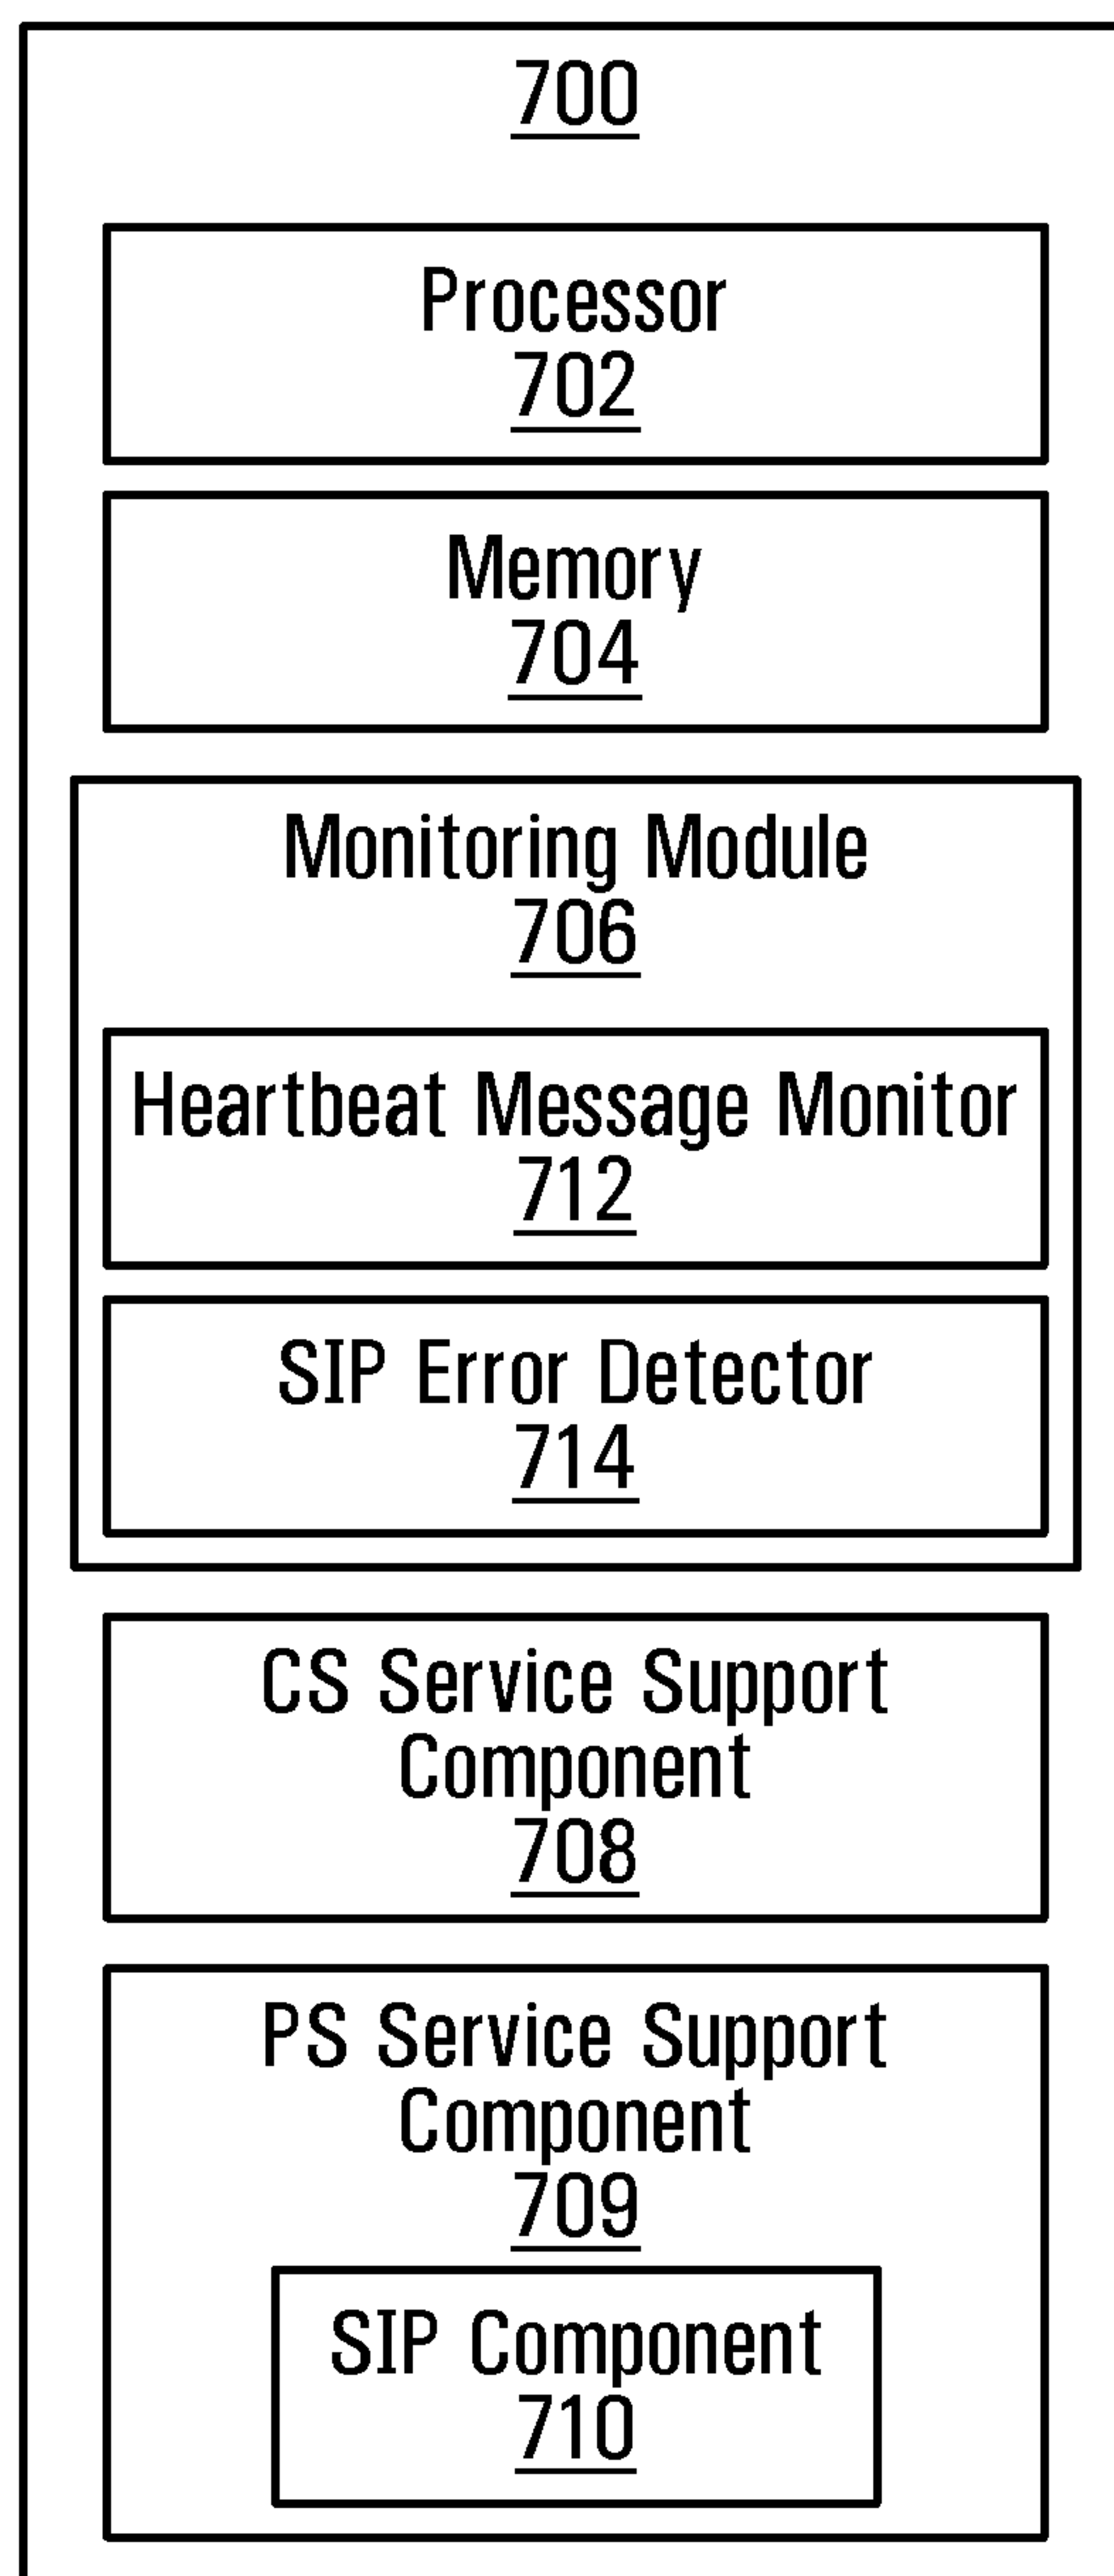 700
Processor
702
Memory
704
Monitoring Module
706
Heartbeat Message Monitor
712
SIP Error Detector
714
CS Service Support
Component
708
PS Service Support
Component
709
SIP Component
710